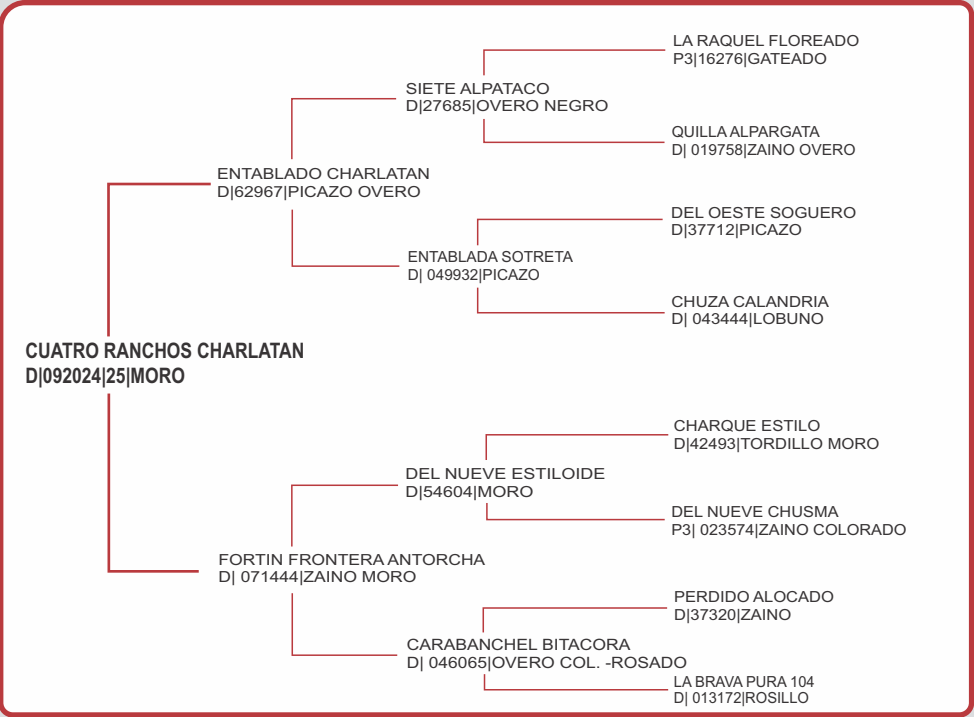 LA RAQUEL FLOREADO
P3|16276|GATEADO
SIETE ALPATACO
D|27685|OVERO NEGRO
QUILLA ALPARGATA
D| 019758|ZAINO OVERO
ENTABLADO CHARLATAN
D|62967|PICAZO OVERO
DEL OESTE SOGUERO
D|37712|PICAZO
ENTABLADA SOTRETA
D| 049932|PICAZO
CHUZA CALANDRIA
D| 043444|LOBUNO
CUATRO RANCHOS CHARLATAN
D|092024|25|MORO
CHARQUE ESTILO
D|42493|TORDILLO MORO
DEL NUEVE ESTILOIDE
D|54604|MORO
DEL NUEVE CHUSMA
P3| 023574|ZAINO COLORADO
FORTIN FRONTERA ANTORCHA
D| 071444|ZAINO MORO
PERDIDO ALOCADO
D|37320|ZAINO
CARABANCHEL BITACORA
D| 046065|OVERO COL. -ROSADO
LA BRAVA PURA 104
D| 013172|ROSILLO